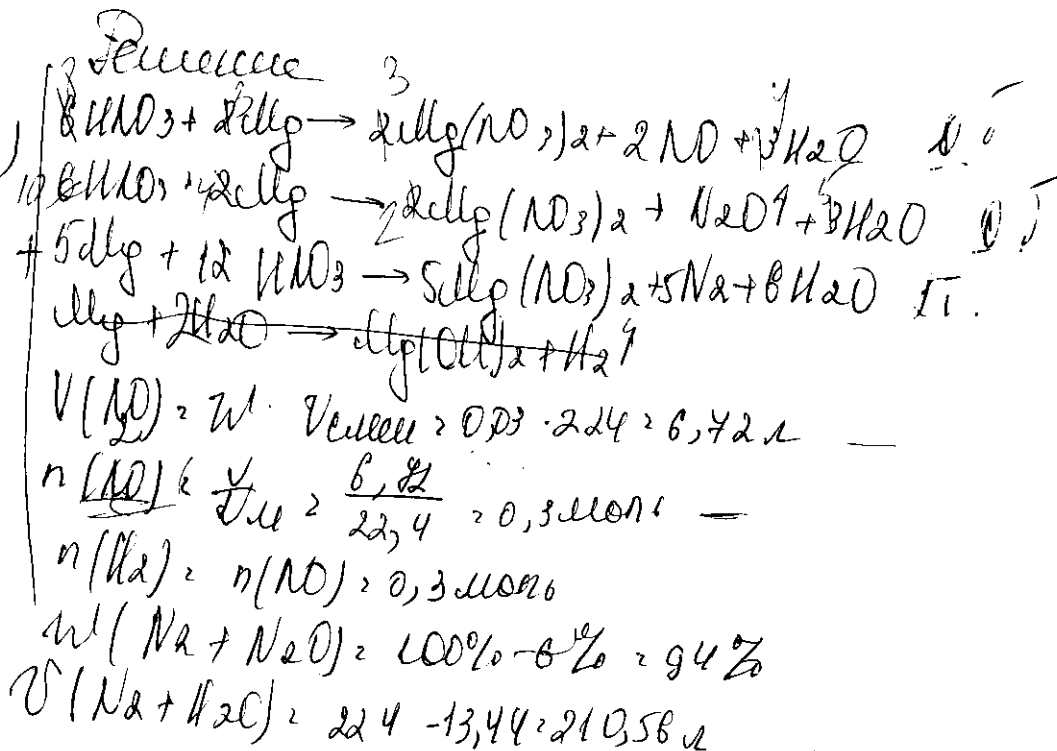 Решение
8HNO3 + 3Mg → 3Mg(NO3)2 + 2NO + 4H2O
10HNO3 + 4Mg → 4Mg(NO3)2 + N2O↑ + 5H2O
+ 5Mg + 12HNO3 → 5Mg(NO3)2 + 5N2 + 6H2O
Mg + 2H2O → Mg(OH)2 + H2↑
V(NO) = W · Vсмеси = 0,03 · 224 = 6,72 л —
n(NO) = V/Vм = 6,72/22,4 = 0,3 моль —
n(N2) = n(NO) = 0,3 моль
W(N2 + N2O) = 100% - 6% = 94%
V(N2 + N2O) = 224 - 13,44 = 210,56 л